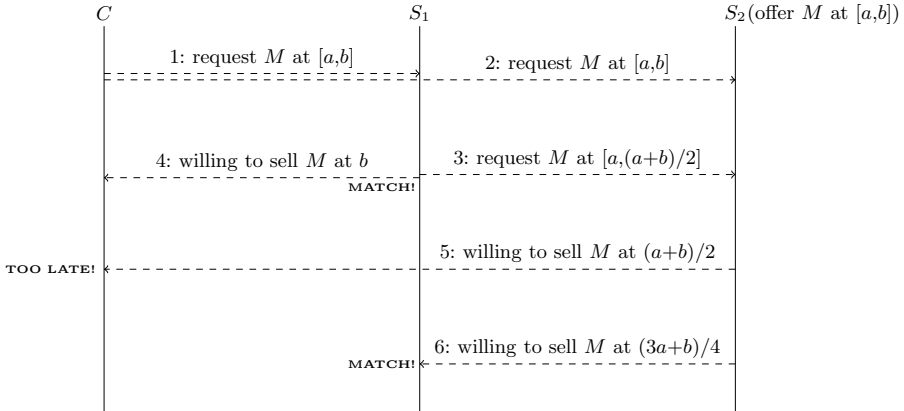 C
S₁
S₂(offer M at [a,b])
1: request M at [a,b]
2: request M at [a,b]
4: willing to sell M at b
3: request M at [a,(a+b)/2]
MATCH!
5: willing to sell M at (a+b)/2
TOO LATE!
6: willing to sell M at (3a+b)/4
MATCH!